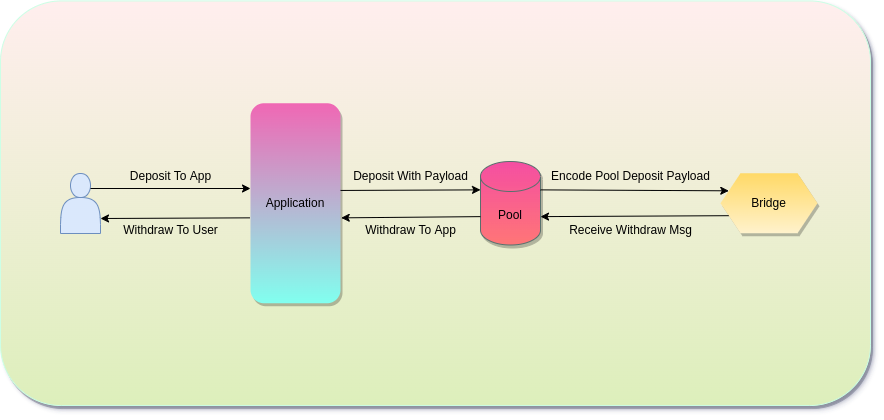 Deposit To App
Deposit With Payload
Encode Pool Deposit Payload
Application
Pool
Bridge
Withdraw To User
Withdraw To App
Receive Withdraw Msg